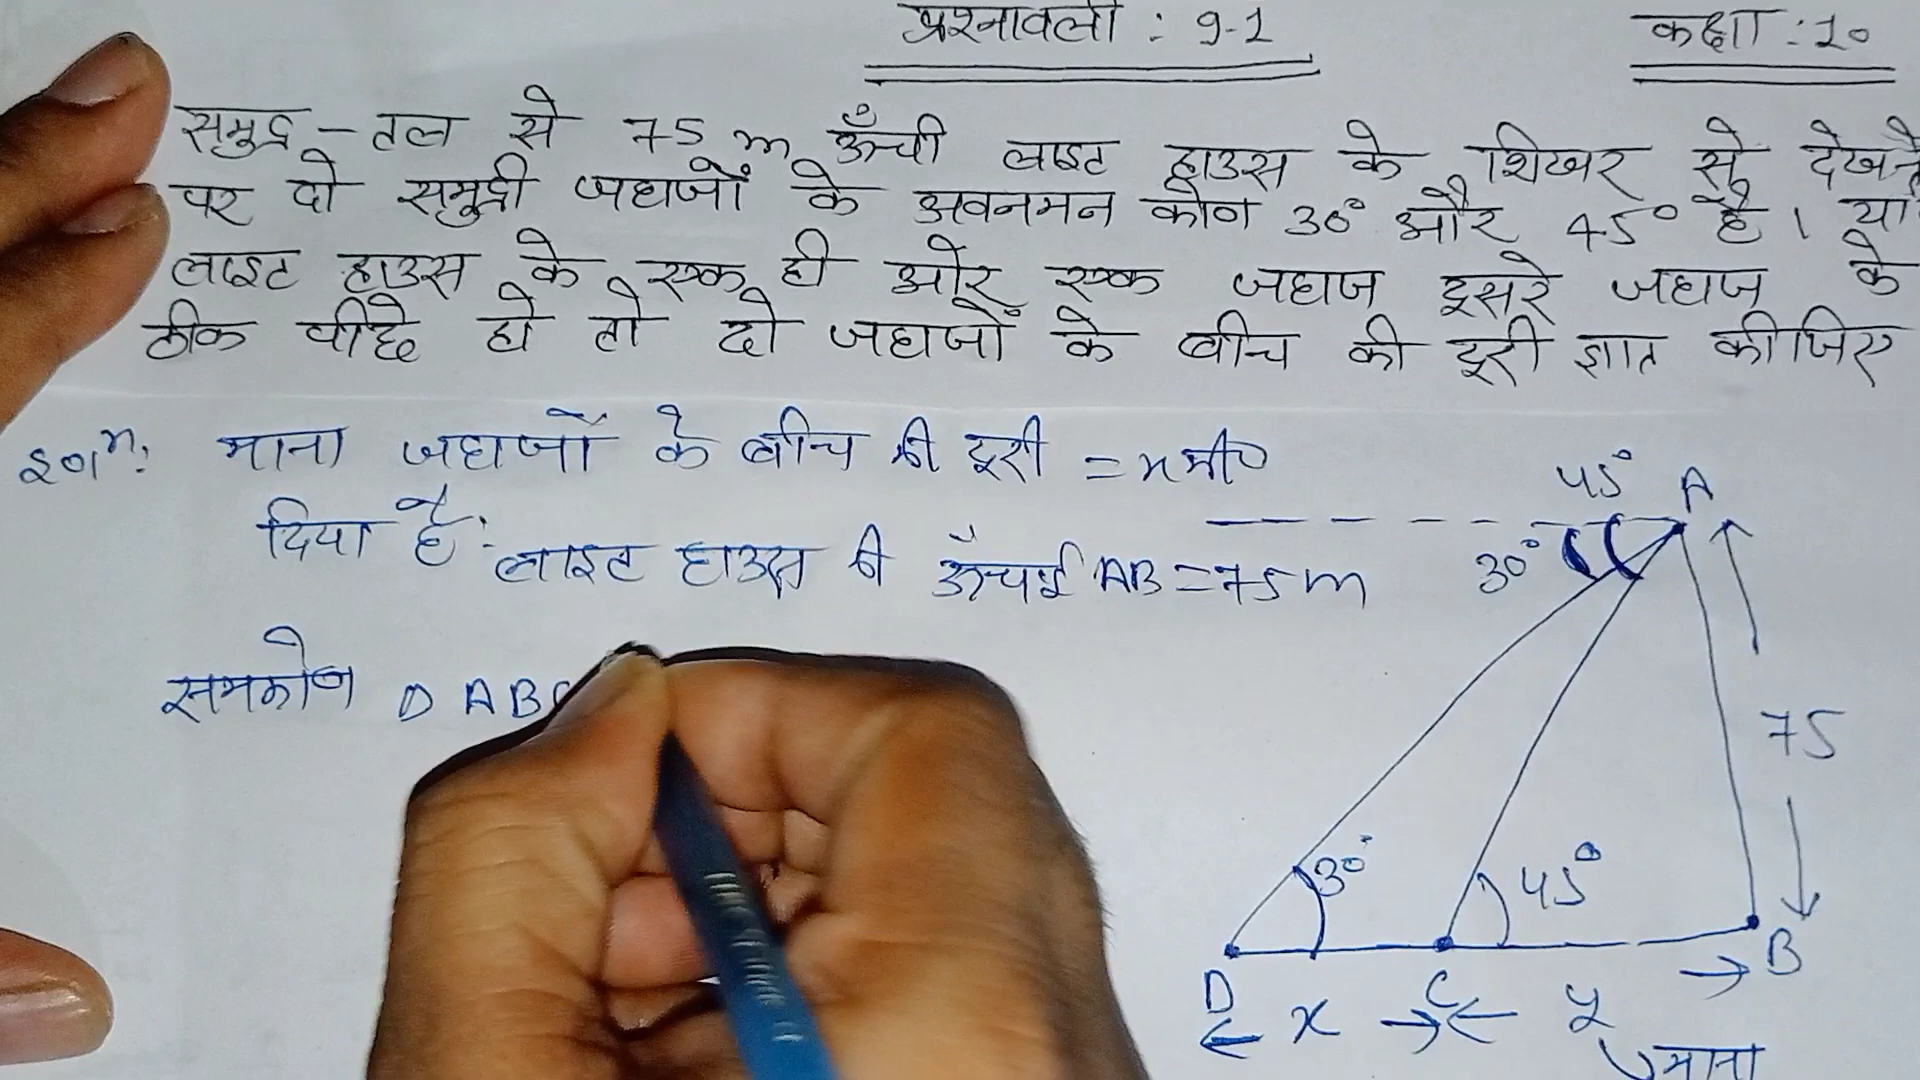 प्रश्नावली : 9.1
कक्षा : 10
समुद्र-तल से 75 m ऊँची लाइट हाउस के शिखर से देखने
पर दो समुद्री जहाजों के अवनमन कोण 30° और 45° है। या
लाइट हाउस के एक ही ओर एक जहाज दूसरे जहाज के
ठीक पीछे हो तो दो जहाजों के बीच की दूरी ज्ञात कीजिए
Solⁿ: माना जहाजों के बीच की दूरी = x मी०
दिया है: लाइट हाउस की ऊँचाई AB = 75 m
समकोण Δ ABC
45° A
30°
75
30° 45°
D C B
x y
माना